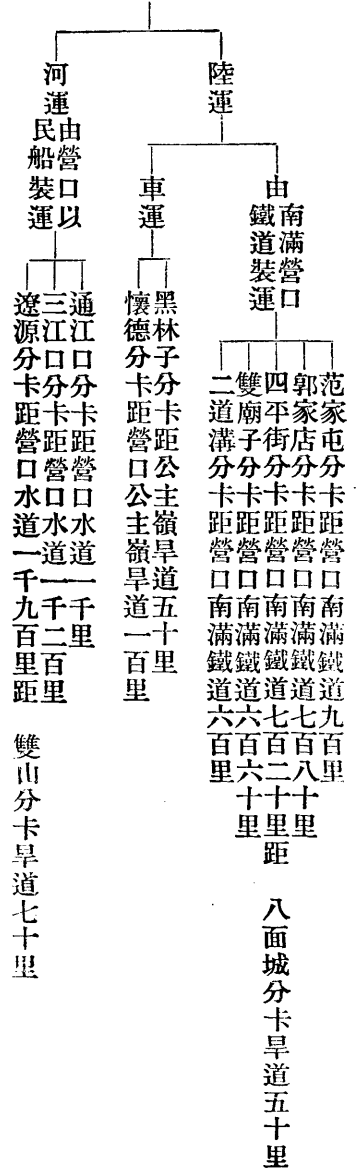 陸運
由南滿營口鐵道裝運
范家屯分卡距營口南滿鐵道九百里
郭家店分卡距營口南滿鐵道七百八十里
四平街分卡距營口南滿鐵道七百二十里距　八面城分卡旱道五十里
雙廟子分卡距營口南滿鐵道六百六十里
二道溝分卡距營口南滿鐵道六百里
車運
黑林子分卡距公主嶺旱道五十里
懷德分卡距營口公主嶺旱道一百里
河運
由營口以民船裝運
通江口分卡距營口水道一千里
三江口分卡距營口水道一千二百里
遼源分卡距營口水道一千九百里距　雙山分卡旱道七十里